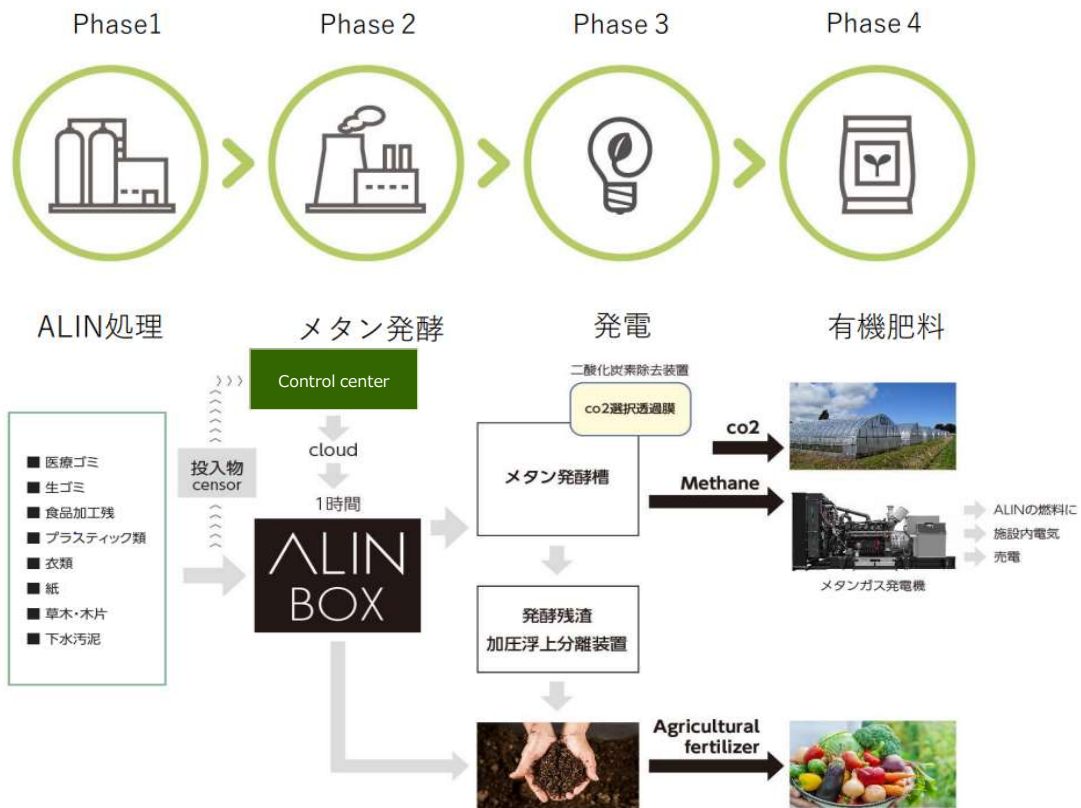 Phase1
Phase 2
Phase 3
Phase 4
ALIN処理
メタン発酵
発電
有機肥料
Control center
cloud
1時間
ALIN
BOX
投入物
censor
■ 医療ゴミ
■ 生ゴミ
■ 食品加工残
■ プラスティック類
■ 衣類
■ 紙
■ 草木・木片
■ 下水汚泥
二酸化炭素除去装置
co2選択透過膜
メタン発酵槽
発酵残渣
加圧浮上分離装置
co2
Methane
メタンガス発電機
ALINの燃料に
施設内電気
売電
Agricultural
fertilizer